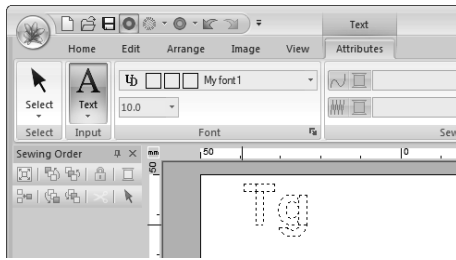 Text
Home Edit Arrange Image View Attributes
My font1
Select Text 10.0
Select Input Font Sew
Sewing Order mm 50 0
50
Tg